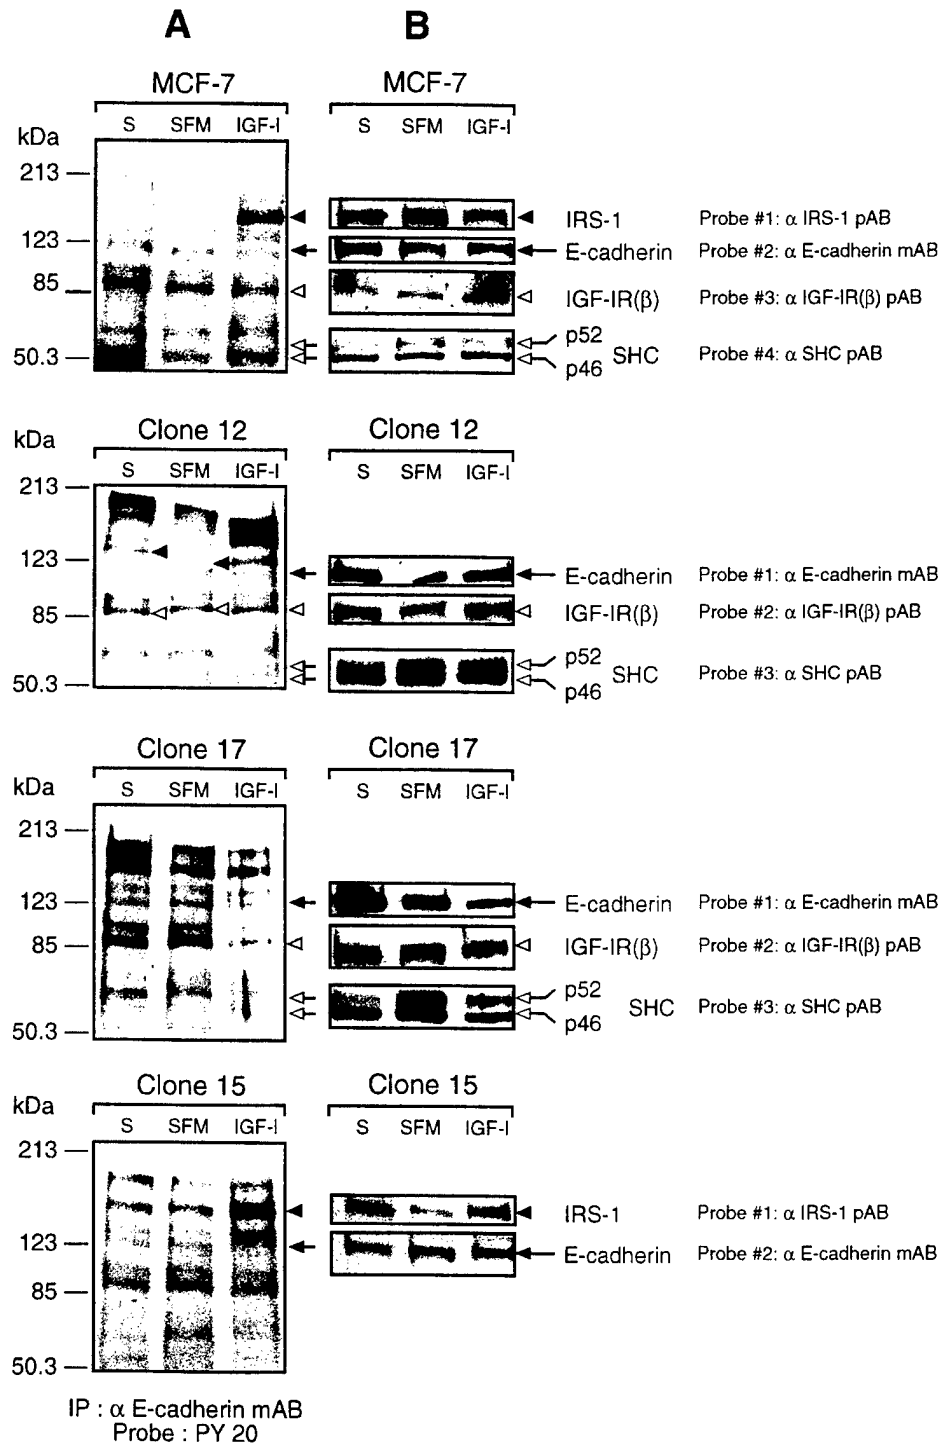 A B
MCF-7 MCF-7
S SFM IGF-I S SFM IGF-I
kDa
213
123
85
50.3
IRS-1 Probe #1: α IRS-1 pAB
E-cadherin Probe #2: α E-cadherin mAB
IGF-IR(β) Probe #3: α IGF-IR(β) pAB
p52
SHC Probe #4: α SHC pAB
p46
Clone 12 Clone 12
kDa
S SFM IGF-I S SFM IGF-I
213
123
85
50.3
E-cadherin Probe #1: α E-cadherin mAB
IGF-IR(β) Probe #2: α IGF-IR(β) pAB
p52
SHC Probe #3: α SHC pAB
p46
Clone 17 Clone 17
kDa
S SFM IGF-I S SFM IGF-I
213
123
85
50.3
E-cadherin Probe #1: α E-cadherin mAB
IGF-IR(β) Probe #2: α IGF-IR(β) pAB
p52
SHC Probe #3: α SHC pAB
p46
Clone 15 Clone 15
kDa
S SFM IGF-I S SFM IGF-I
213
123
85
50.3
IRS-1 Probe #1: α IRS-1 pAB
E-cadherin Probe #2: α E-cadherin mAB
IP : α E-cadherin mAB
Probe : PY 20